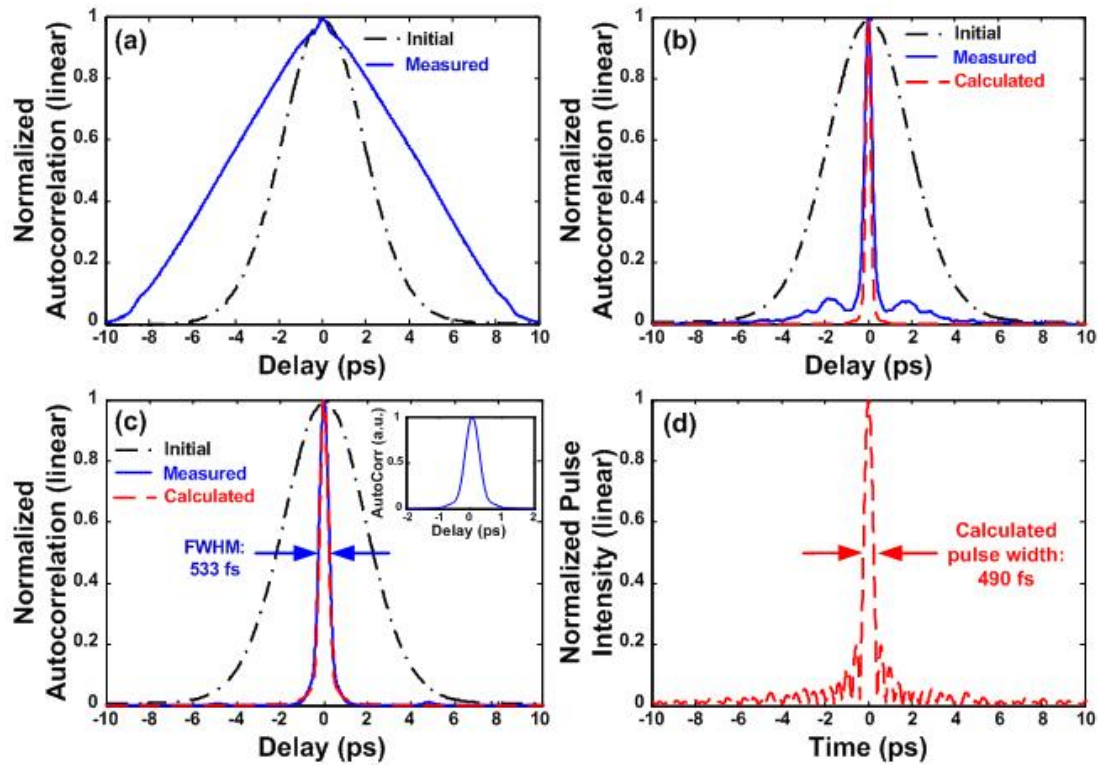 (a)
Initial
Measured
Normalized
Autocorrelation (linear)
1
0.8
0.6
0.4
0.2
0
-10 -8 -6 -4 -2 0 2 4 6 8 10
Delay (ps)
(b)
Initial
Measured
Calculated
Normalized
Autocorrelation (linear)
1
0.8
0.6
0.4
0.2
0
-10 -8 -6 -4 -2 0 2 4 6 8 10
Delay (ps)
(c)
Initial
Measured
Calculated
FWHM:
533 fs
Normalized
Autocorrelation (linear)
1
0.8
0.6
0.4
0.2
0
-10 -8 -6 -4 -2 0 2 4 6 8 10
Delay (ps)
AutoCorr (a.u.)
1
0.5
0
-2 -1 0 1 2
Delay (ps)
(d)
Calculated
pulse width:
490 fs
Normalized Pulse
Intensity (linear)
1
0.8
0.6
0.4
0.2
0
-10 -8 -6 -4 -2 0 2 4 6 8 10
Time (ps)